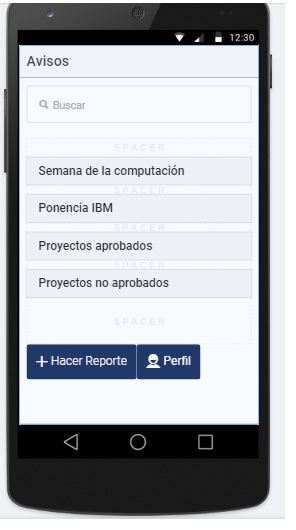 12:30
Avisos
Buscar
SPACER
Semana de la computación
SPACER
Ponencia IBM
SPACER
Proyectos aprobados
SPACER
Proyectos no aprobados
SPACER
+ Hacer Reporte Perfil